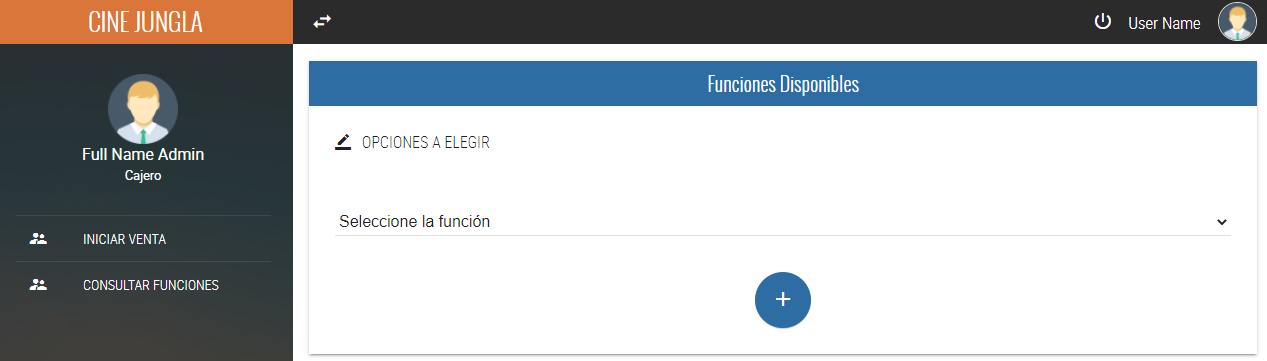 CINE JUNGLA
User Name
Full Name Admin
Cajero
INICIAR VENTA
CONSULTAR FUNCIONES
Funciones Disponibles
OPCIONES A ELEGIR
Seleccione la función
+